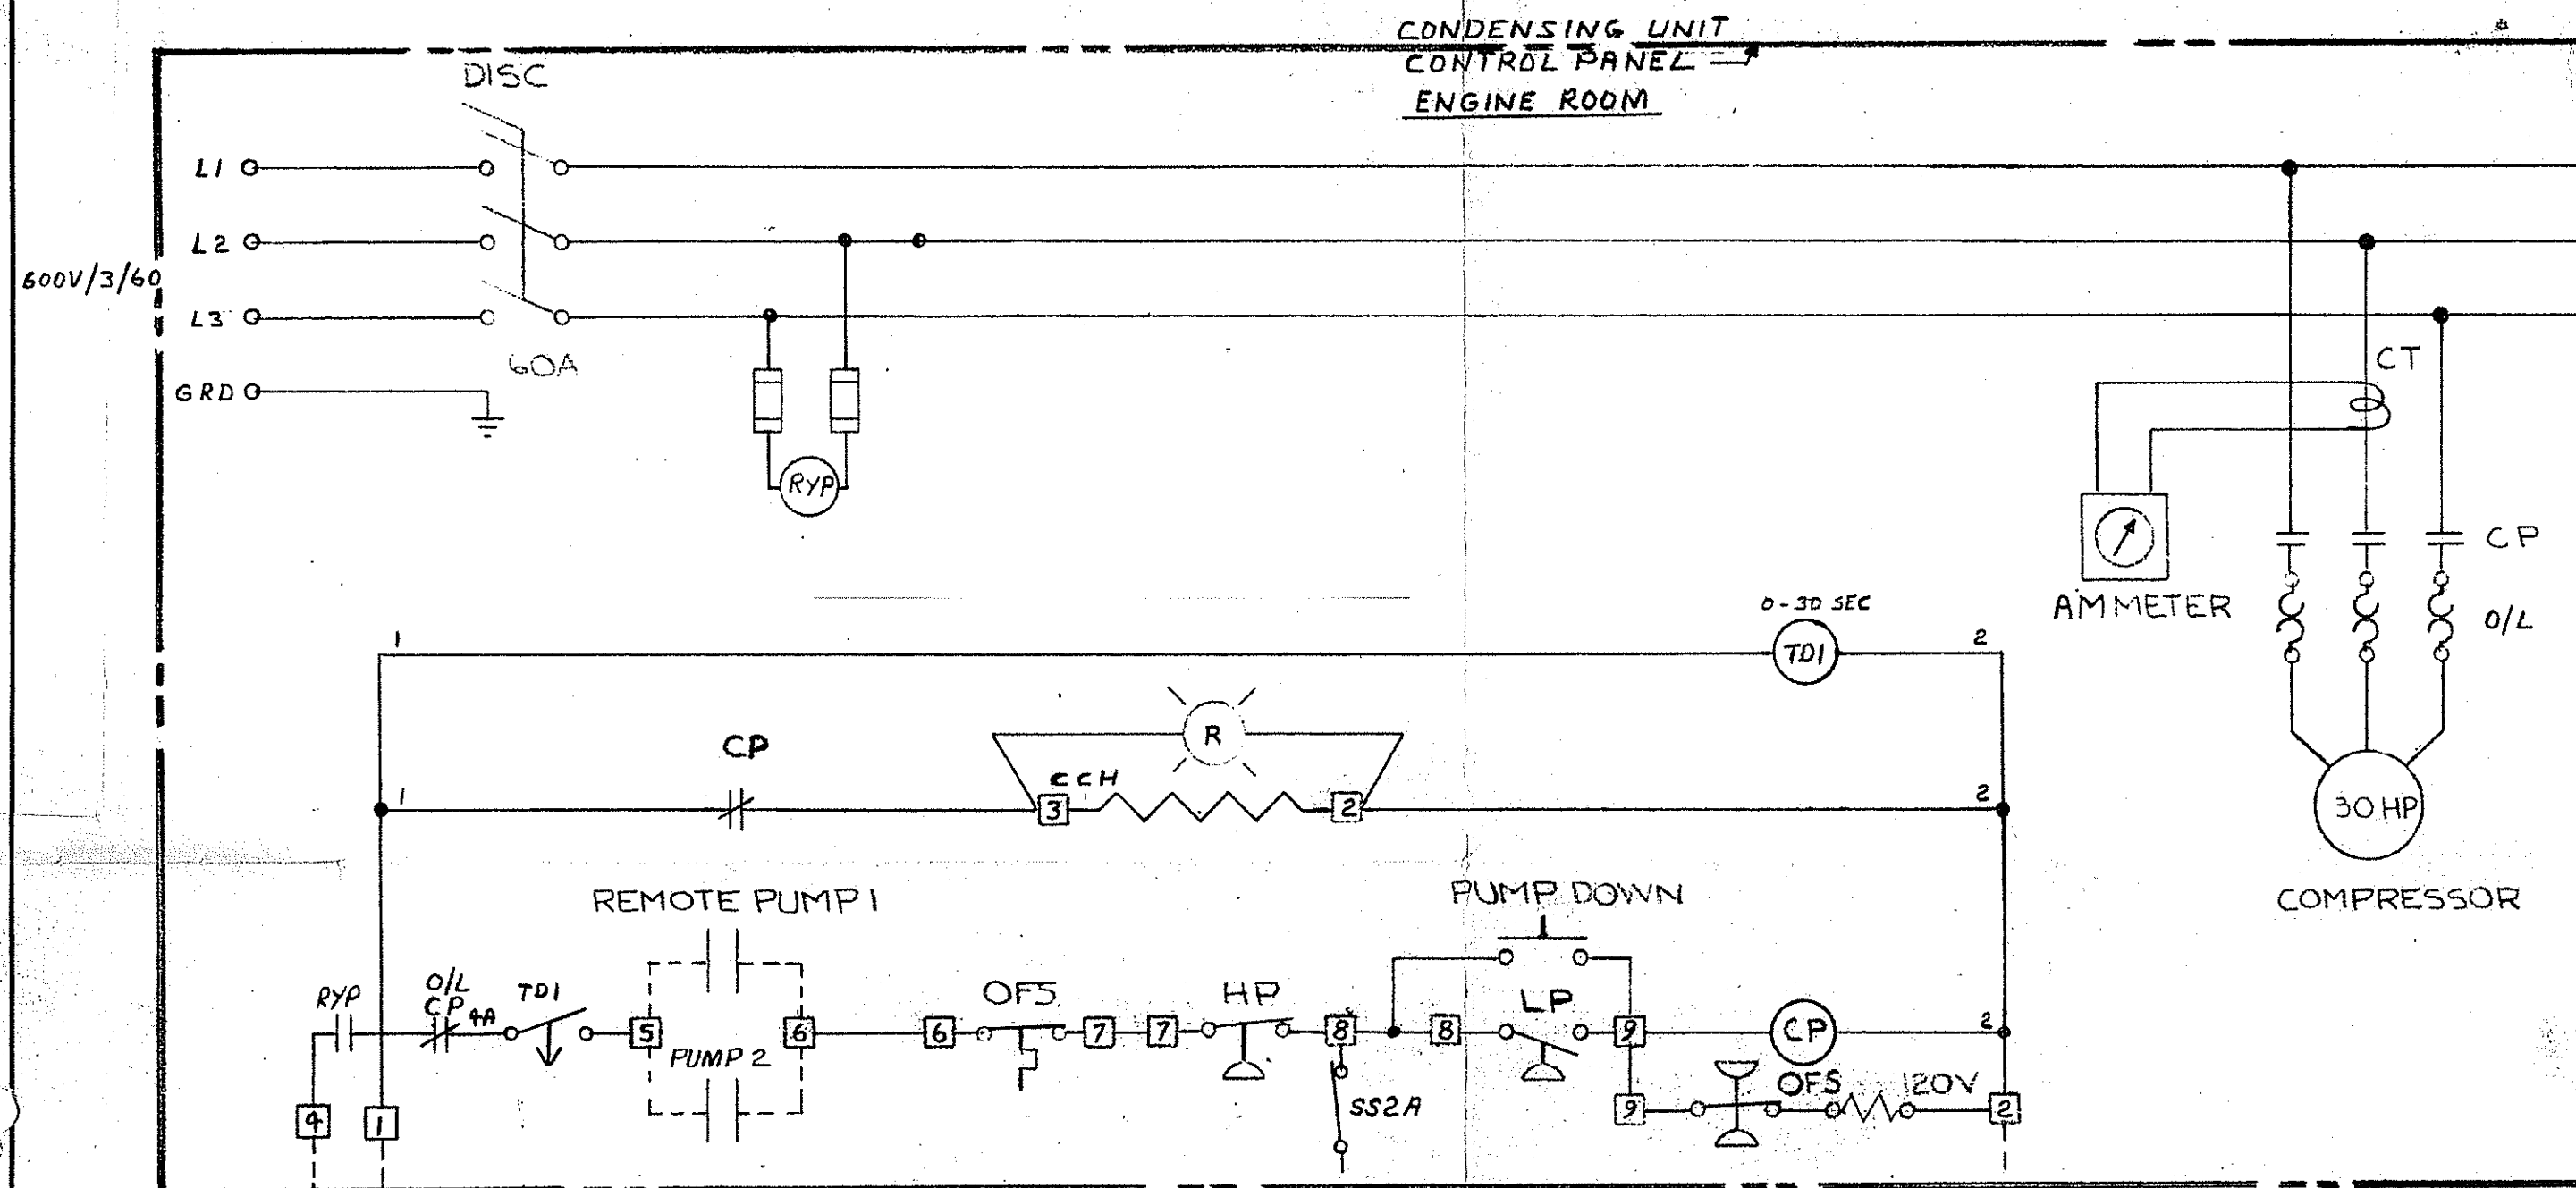 CONDENSING UNIT
CONTROL PANEL
ENGINE ROOM
DISC
L1
L2
600V/3/60
L3
60A
GRD
CT
RYP
CP
AMMETER
O/L
0-30 SEC
1
TD1
2
R
CP
CCH
1
3
2
2
30 HP
COMPRESSOR
REMOTE PUMP 1
PUMP DOWN
RYP
O/L
CP
4A
TD1
OFS
HP
LP
5
6
6
7
7
8
8
9
CP
2
PUMP 2
OFS
120V
4
1
SS2A
9
2